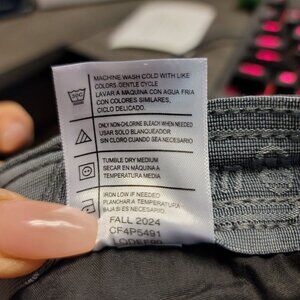 30C
MACHINE WASH COLD WITH LIKE
COLORS, GENTLE CYCLE
LAVAR A MAQUINA CON AGUA FRIA
CON COLORES SIMILARES,
CICLO DELICADO.
ONLY NON-CHLORINE BLEACH WHEN NEEDED
USAR SOLO BLANQUEADOR
SIN CLORO CUANDO SEA NECESARIO
TUMBLE DRY MEDIUM
SECAR EN MÁQUINA A
TEMPERATURA MEDIA
IRON LOW IF NEEDED
PLANCHAR A TEMPERATURA
BAJA ES NECESARIO.
FALL 2024
CF4P5491